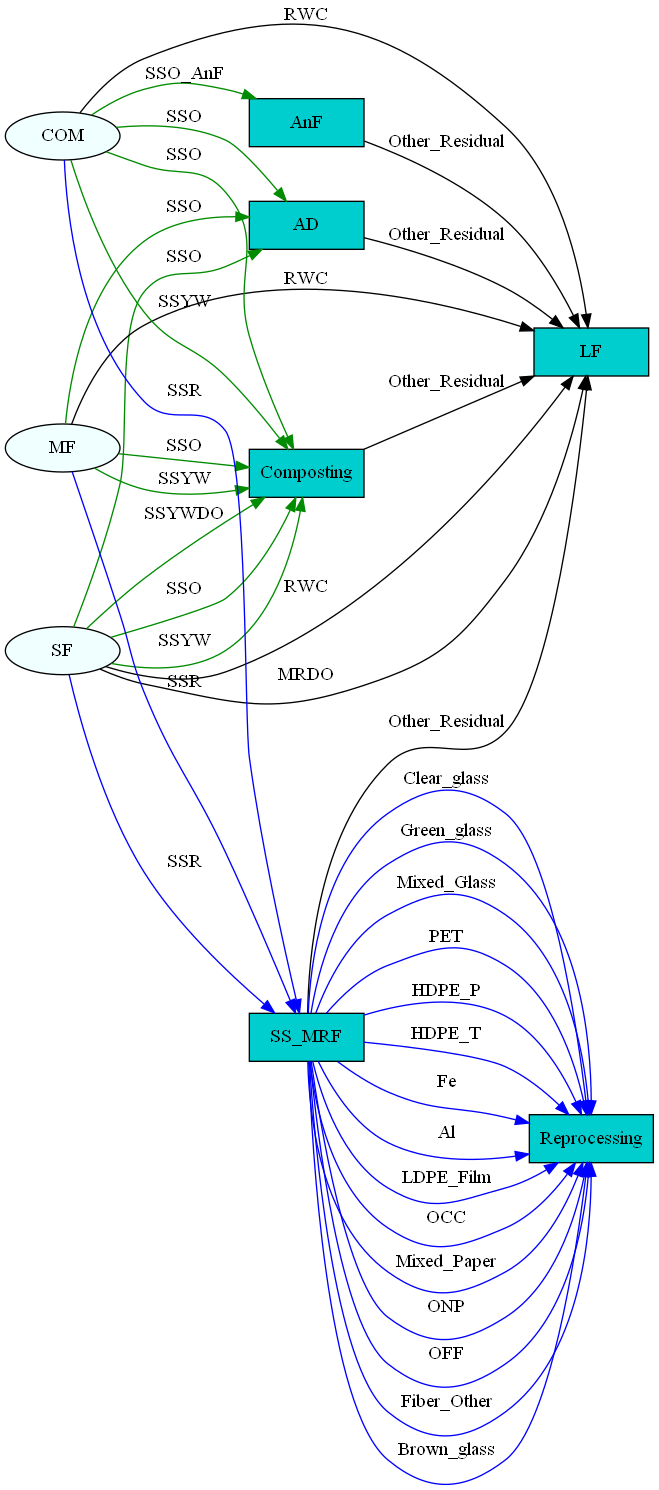 RWC
SSO_AnF
COM
AnF
SSO
Other_Residual
SSO
SSO
AD
Other_Residual
SSO
RWC
SSYW
LF
Other_Residual
SSR
MF
SSO
Composting
SSYW
SSYWDO
SSO
RWC
SSYW
SF
MRDO
SSR
Other_Residual
Clear_glass
Green_glass
SSR
Mixed_Glass
PET
HDPE_P
HDPE_T
SS_MRF
Fe
Al
Reprocessing
LDPE_Film
OCC
Mixed_Paper
ONP
OFF
Fiber_Other
Brown_glass